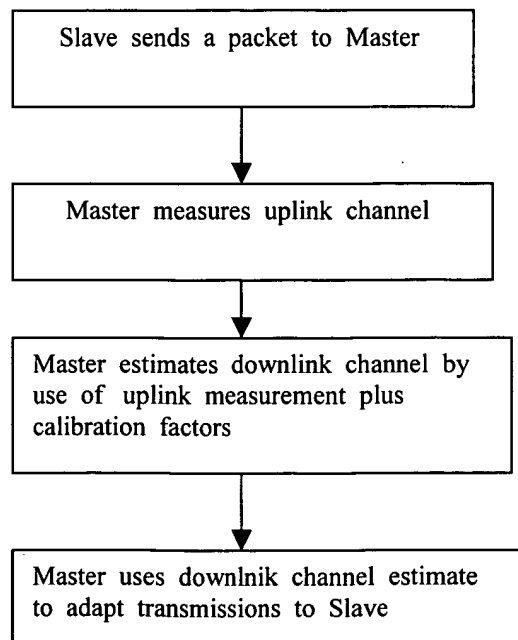 Slave sends a packet to Master
Master measures uplink channel
Master estimates downlink channel by
use of uplink measurement plus
calibration factors
Master uses downlnik channel estimate
to adapt transmissions to Slave